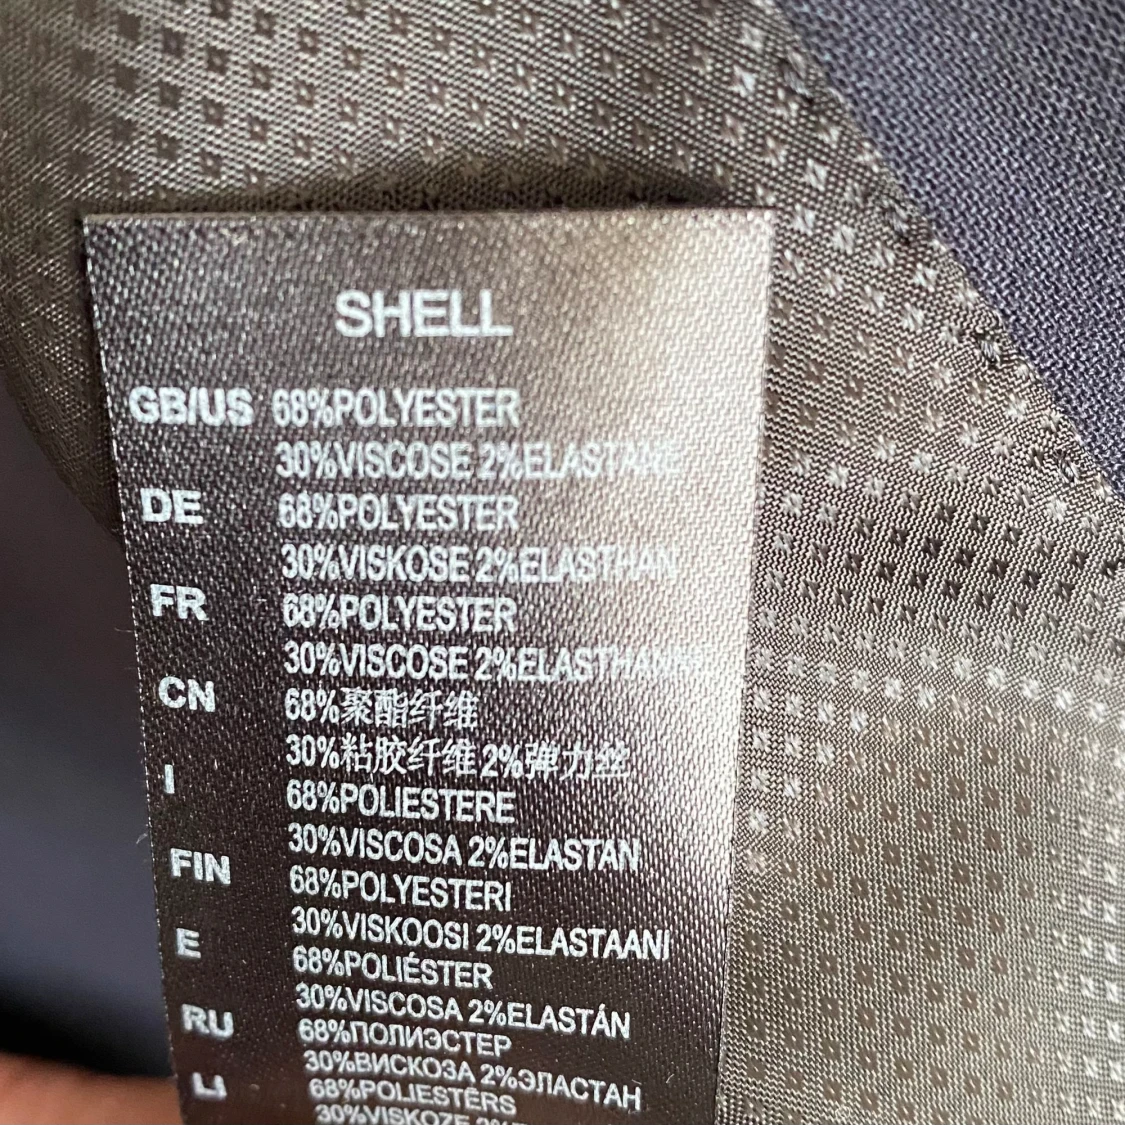 SHELL
GB/US 68%POLYESTER
30%VISCOSE 2%ELASTANE
DE 68%POLYESTER
30%VISKOSE 2%ELASTHAN
FR 68%POLYESTER
30%VISCOSE 2%ELASTHANNE
CN 68%聚酯纤维
30%粘胶纤维 2%弹力丝
I 68%POLIESTERE
30%VISCOSA 2%ELASTAN
FIN 68%POLYESTERI
30%VISKOOSI 2%ELASTAANI
E 68%POLIÉSTER
30%VISCOSA 2%ELASTÁN
RU 68%ПОЛИЭСТЕР
30%ВИСКОЗА 2%ЭЛАСТАН
LI 68%POLIESTĒRS
30%VISKOZE